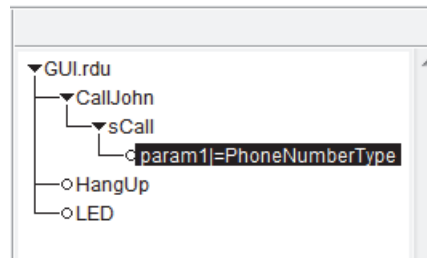 GUI.rdu
CallJohn
sCall
param1|=PhoneNumberType
HangUp
LED